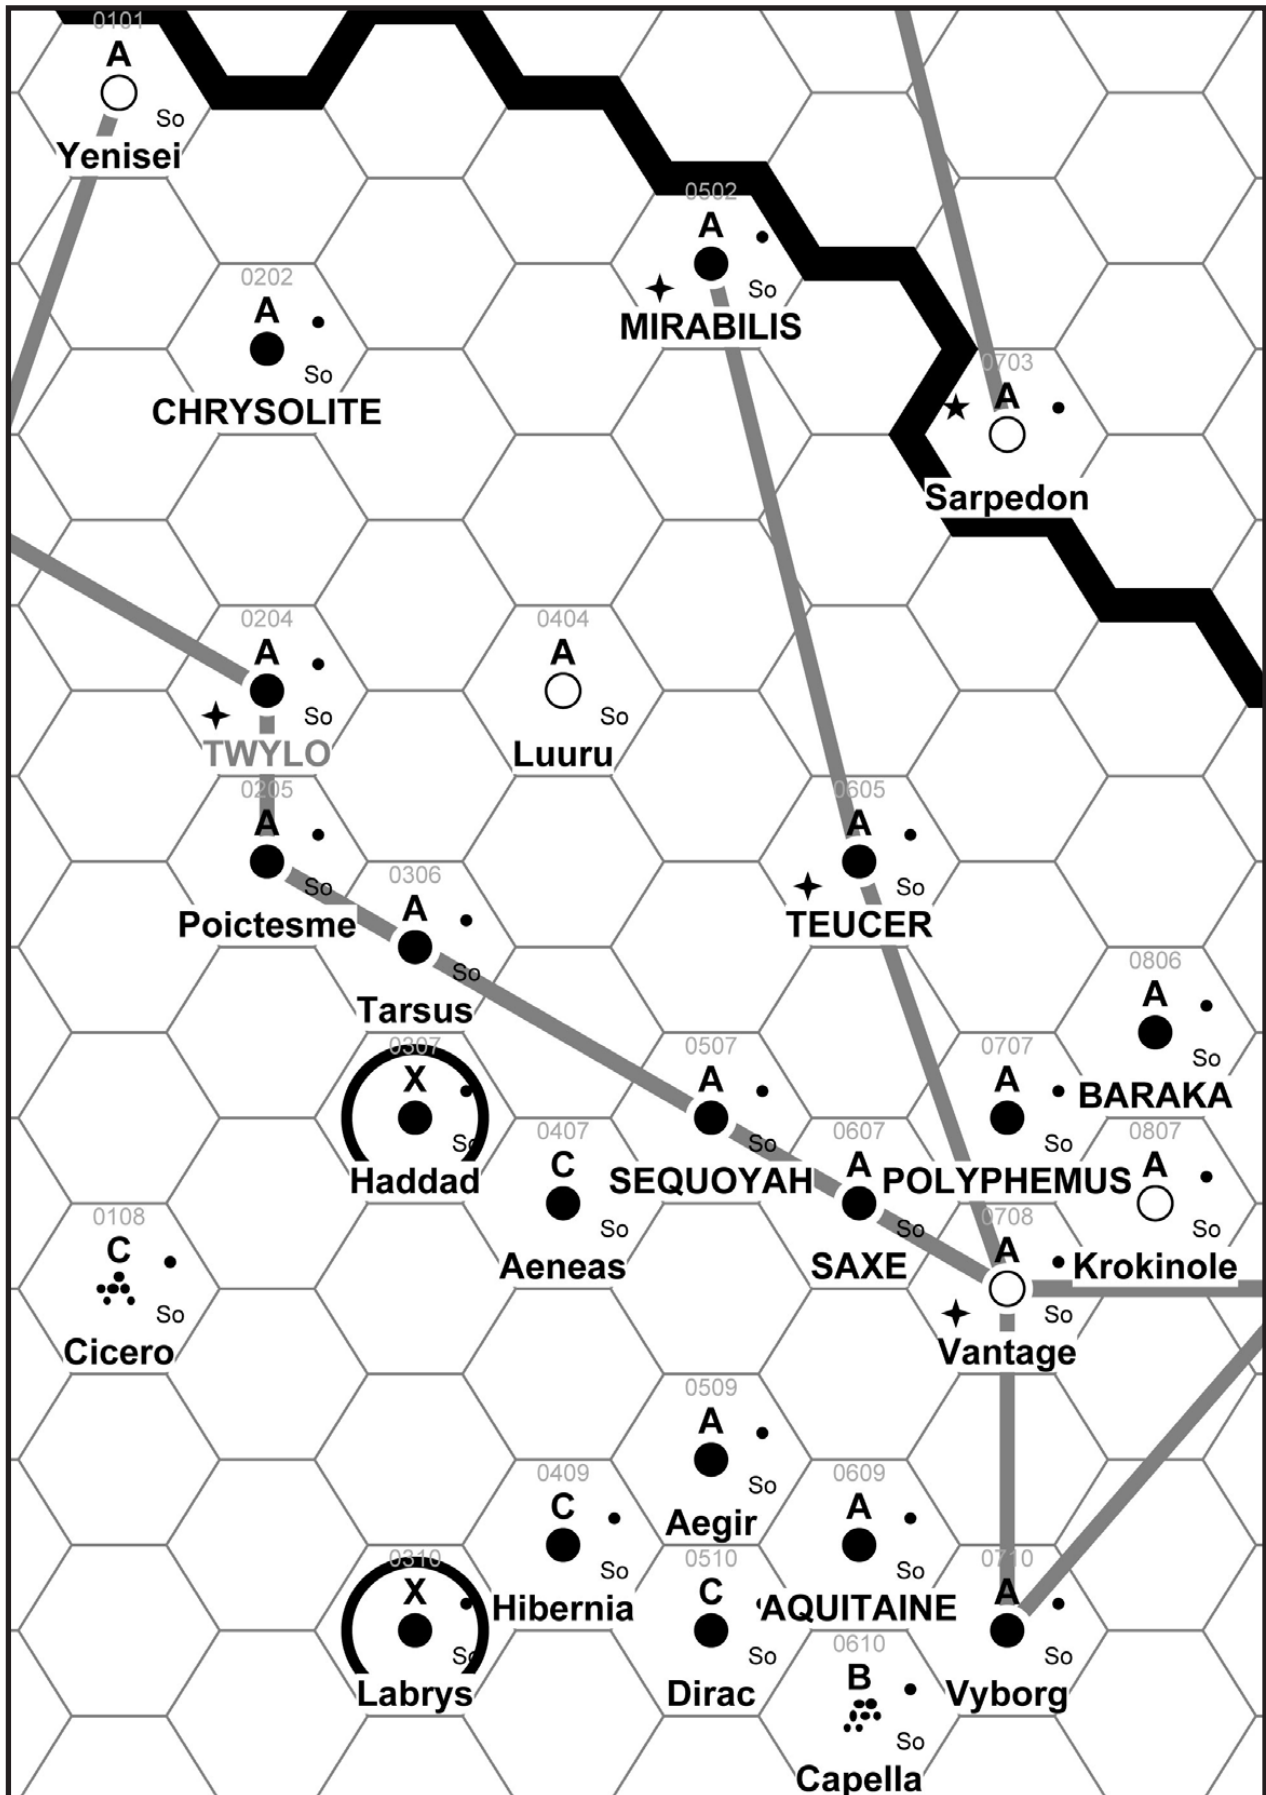 0101
A
So
Yenisei
0502
A
So
MIRABILIS
0202
A
So
CHRYSOLITE
0703
A
Sarpedon
0204
A
So
TWYLO
0404
A
So
Luuru
0205
A
So
Poictesme
0605
A
So
TEUCER
0306
A
So
Tarsus
0806
A
So
BARAKA
0307
X
So
Haddad
0507
A
So
SEQUOYAH
0707
A
So
POLYPHEMUS
0407
C
So
Aeneas
0607
A
So
SAXE
0807
A
So
Krokinole
0108
C
So
Cicero
0708
A
So
Vantage
0509
A
So
Aegir
0409
C
So
Hibernia
0609
A
So
AQUITAINE
0310
X
So
Labrys
0510
C
So
Dirac
0710
A
So
Vyborg
0610
B
So
Capella